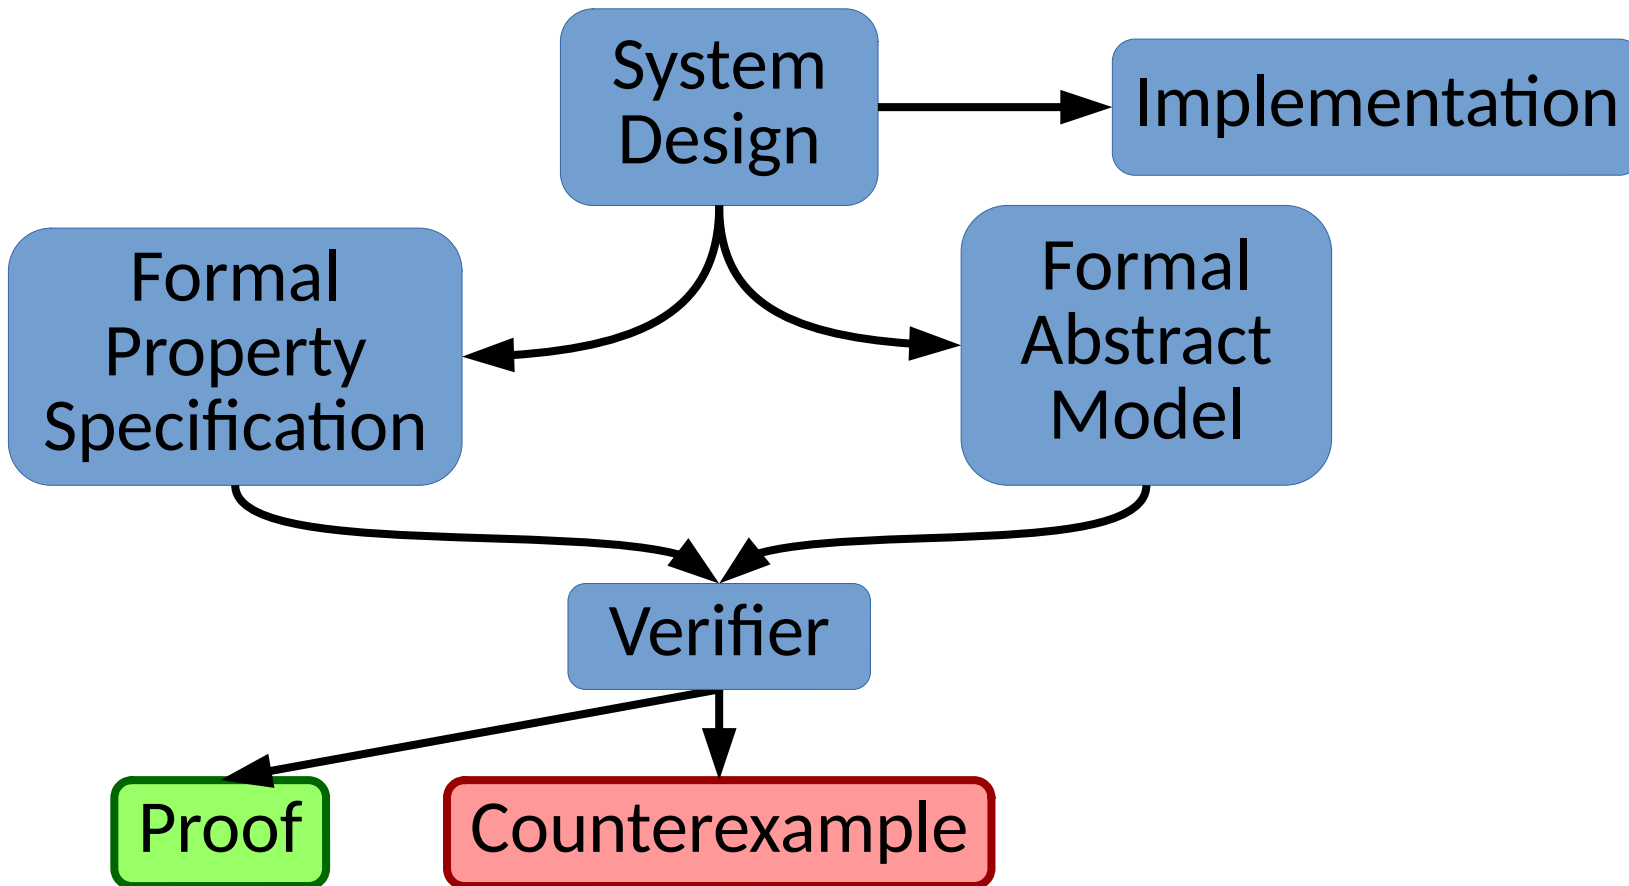 System
Design
Implementation
Formal
Property
Specification
Formal
Abstract
Model
Verifier
Proof
Counterexample